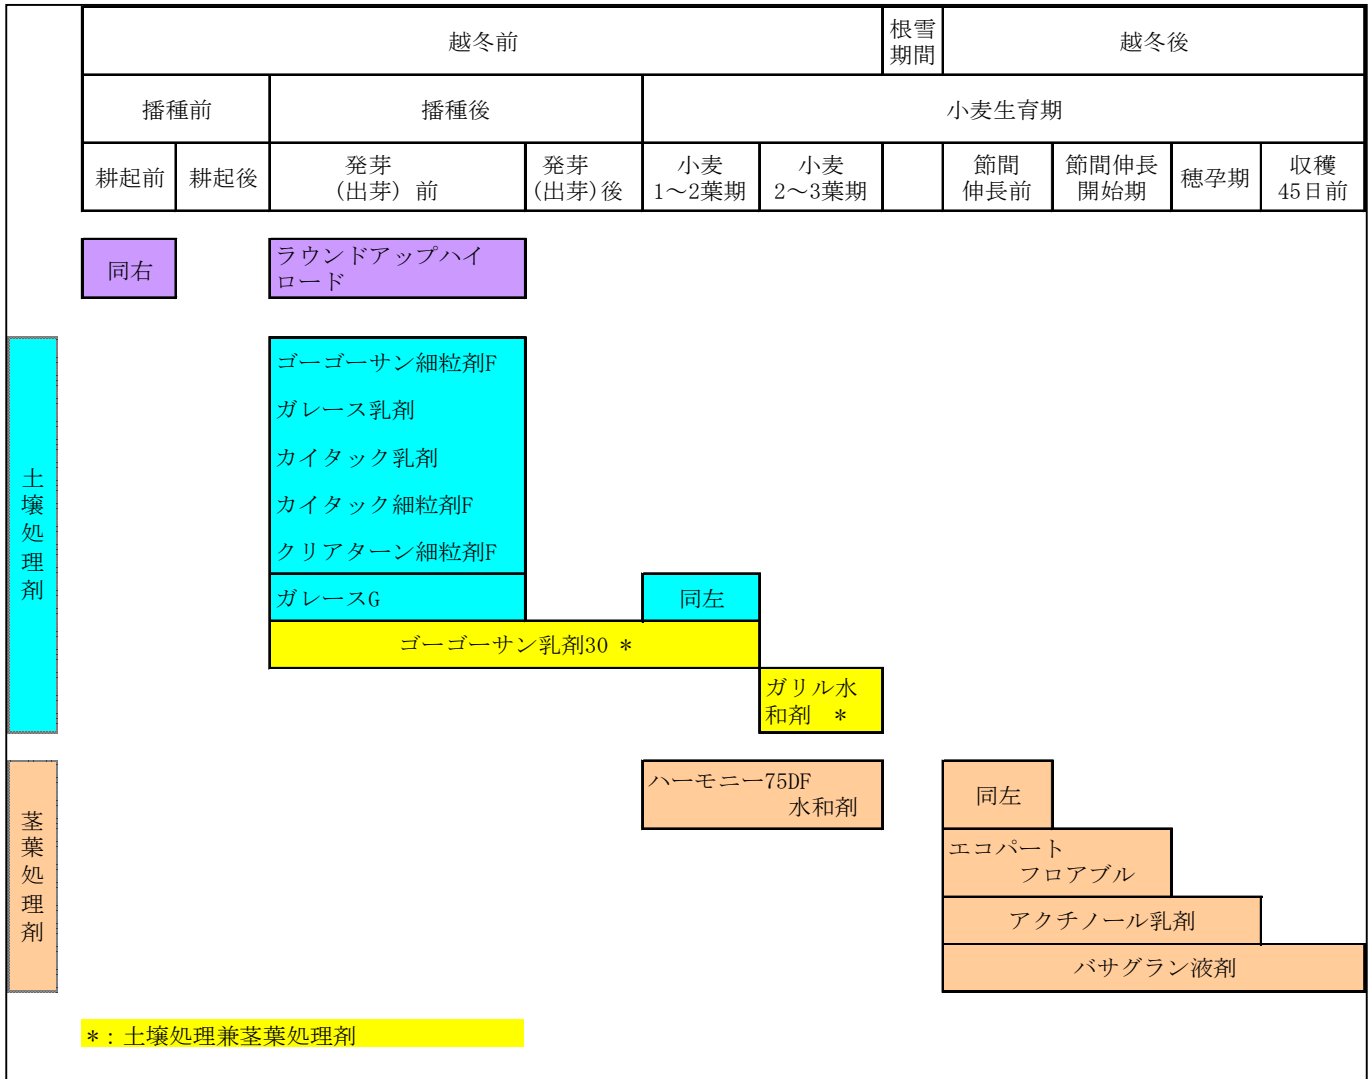 越冬前
根雪
期間
越冬後
播種前
播種後
小麦生育期
耕起前
耕起後
発芽
(出芽) 前
発芽
(出芽)後
小麦
1～2葉期
小麦
2～3葉期
節間
伸長前
節間伸長
開始期
穂孕期
収穫
45日前
同右
ラウンドアップハイ
ロード
土壌処理剤
ゴーゴーサン細粒剤F
ガレース乳剤
カイタック乳剤
カイタック細粒剤F
クリアターン細粒剤F
ガレースG
同左
ゴーゴーサン乳剤30 *
ガリル水
和剤 *
茎葉処理剤
ハーモニー75DF
水和剤
同左
エコパート
フロアブル
アクチノール乳剤
バサグラン液剤
*：土壌処理兼茎葉処理剤